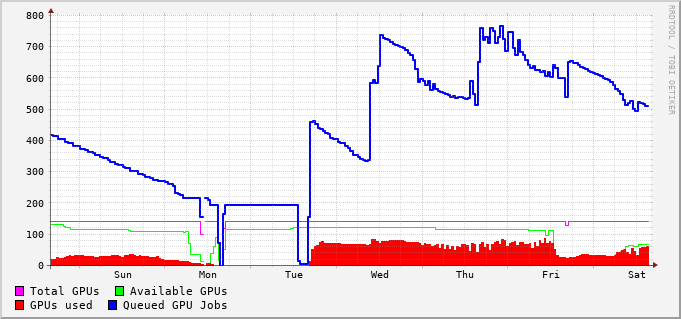 800
700
600
500
400
300
200
100
0
Sun Mon Tue Wed Thu Fri Sat
Total GPUs Available GPUs
GPUs used Queued GPU Jobs
RRDTOOL / TOBI OETIKER